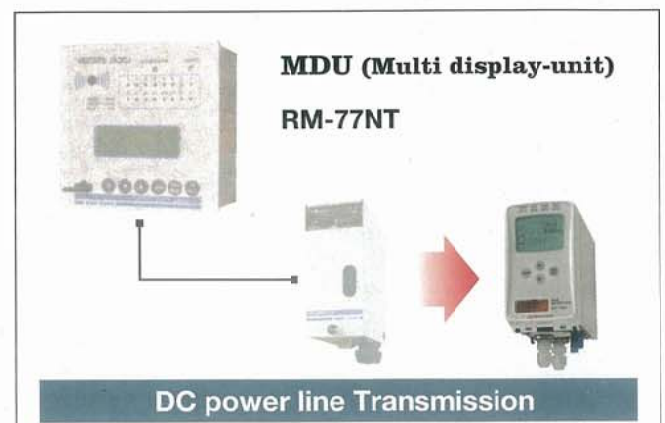 MDU (Multi display-unit)
RM-77NT
DC power line Transmission